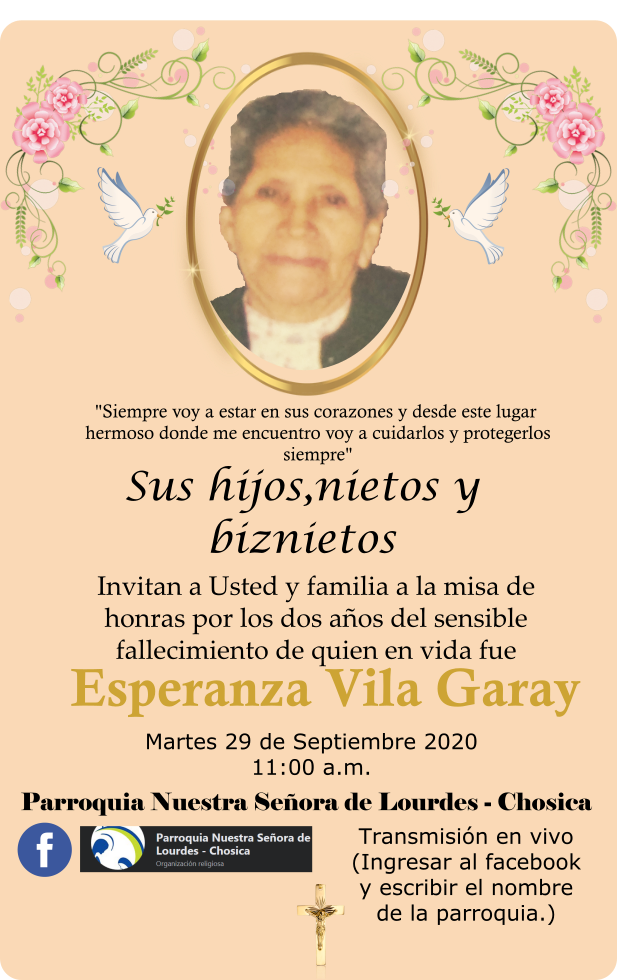 "Siempre voy a estar en sus corazones y desde este lugar
hermoso donde me encuentro voy a cuidarlos y protegerlos
siempre"
Sus hijos,nietos y
biznietos
Invitan a Usted y familia a la misa de
honras por los dos años del sensible
fallecimiento de quien en vida fue
Esperanza Vila Garay
Martes 29 de Septiembre 2020
11:00 a.m.
Parroquia Nuestra Señora de Lourdes - Chosica
f
Parroquia Nuestra Señora de
Lourdes - Chosica
Organización religiosa
Transmisión en vivo
(Ingresar al facebook
y escribir el nombre
de la parroquia.)